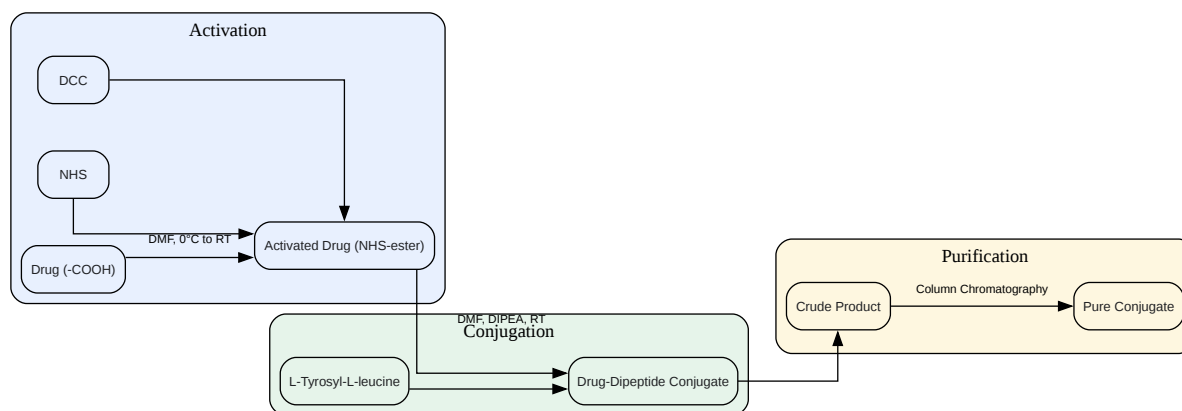 Activation
DCC
NHS
DMF, 0°C to RT
Activated Drug (NHS-ester)
Drug (-COOH)
Purification
Column Chromatography
Crude Product
Pure Conjugate
DMF, DIPEA, RT
Conjugation
L-Tyrosyl-L-leucine
Drug-Dipeptide Conjugate